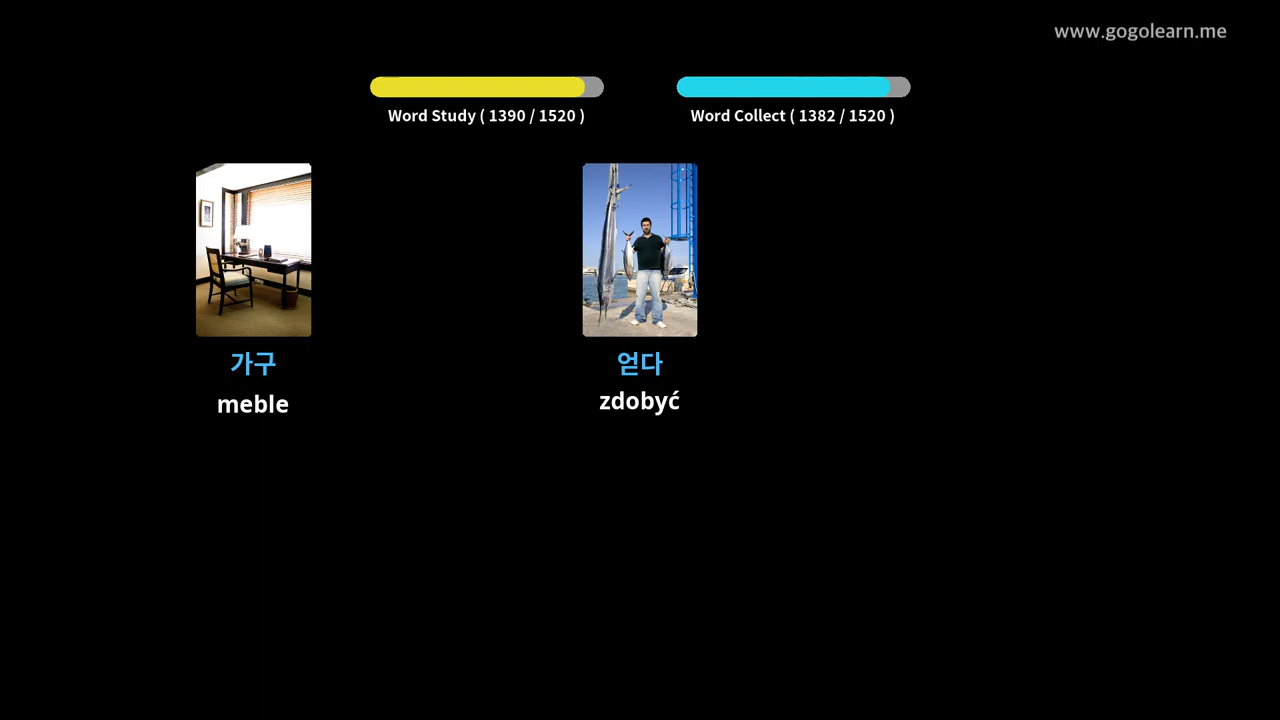 www.gogolearn.me
Word Study ( 1390 / 1520 )
Word Collect ( 1382 / 1520 )
가구
meble
얻다
zdobyć